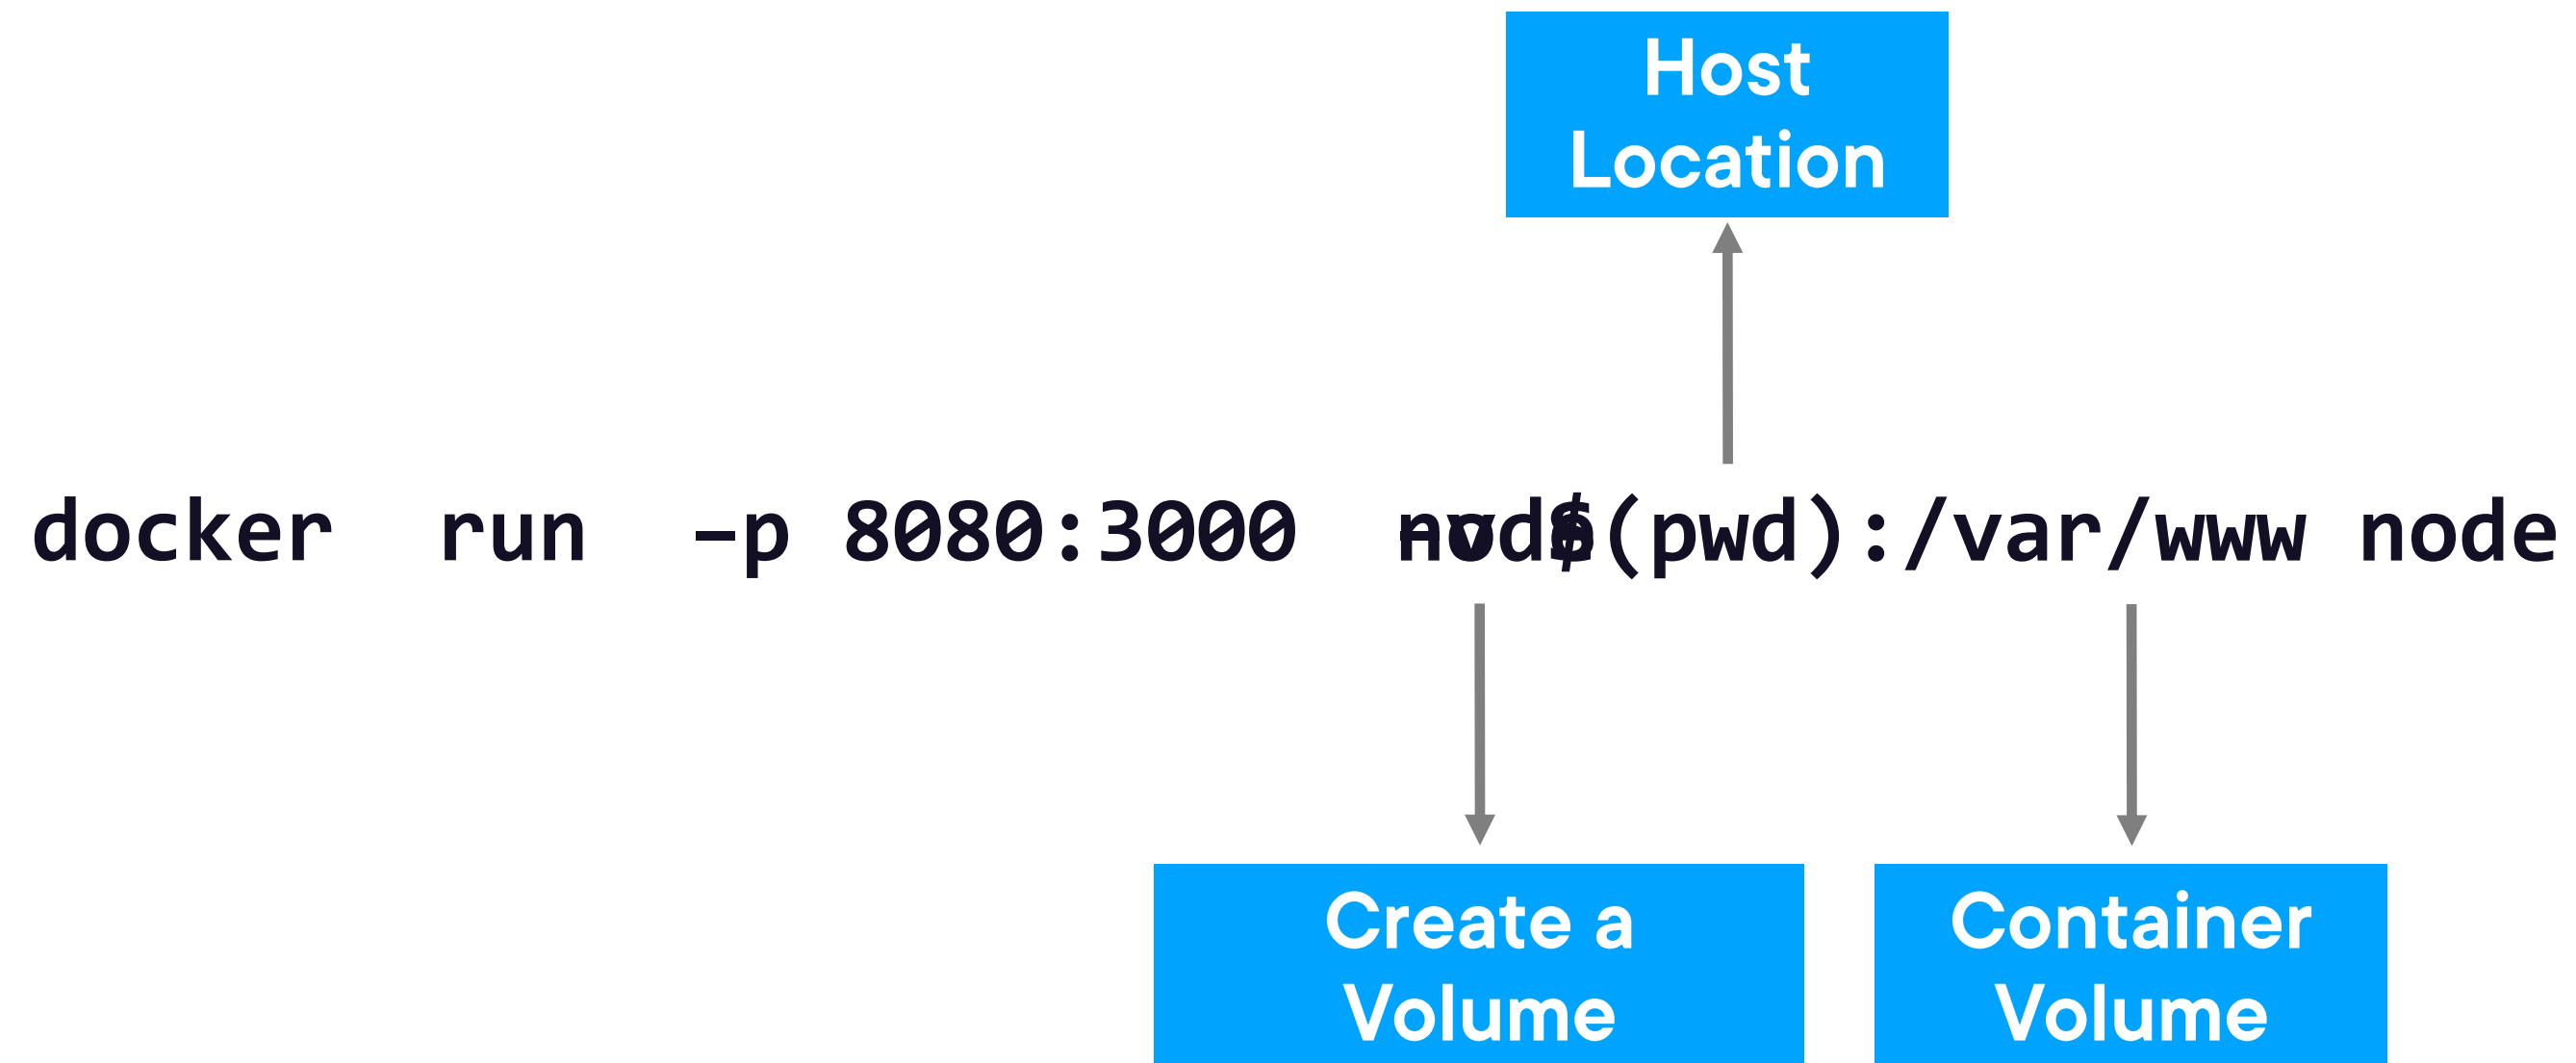 Host
Location
docker run -p 8080:3000 -v $(pwd):/var/www node
Create a
Volume
Container
Volume